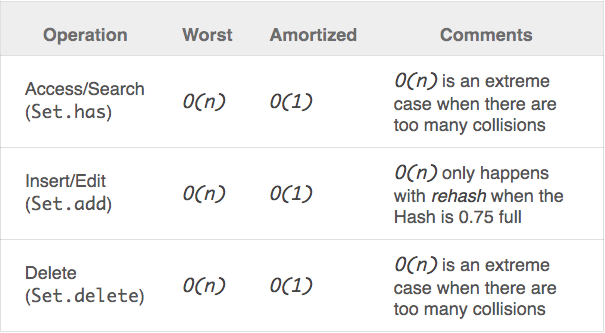 Operation Worst Amortized Comments
Access/Search
(Set.has)
O(n) O(1)
O(n) is an extreme
case when there are
too many collisions
Insert/Edit
(Set.add)
O(n) O(1)
O(n) only happens
with rehash when the
Hash is 0.75 full
Delete
(Set.delete)
O(n) O(1)
O(n) is an extreme
case when there are
too many collisions